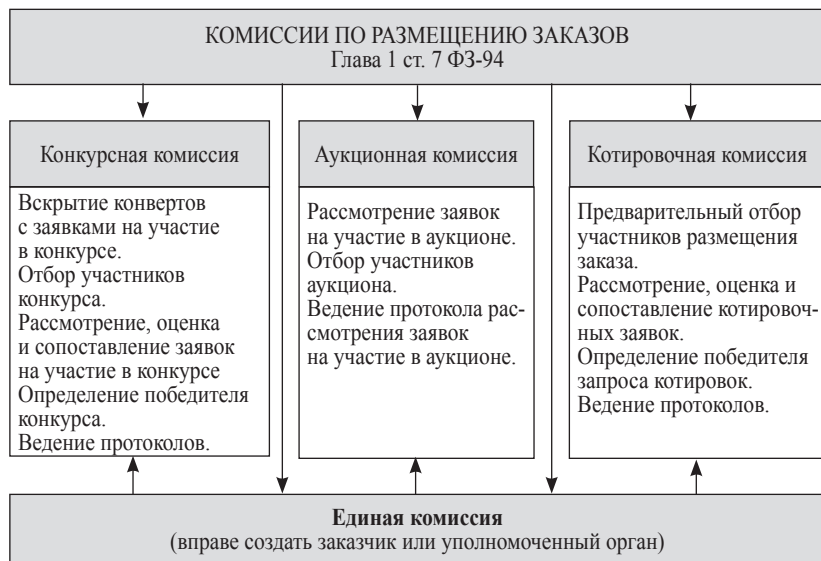 КОМИССИИ ПО РАЗМЕЩЕНИЮ ЗАКАЗОВ
Глава 1 ст. 7 ФЗ-94
Конкурсная комиссия
Вскрытие конвертов
с заявками на участие
в конкурсе.
Отбор участников
конкурса.
Рассмотрение, оценка
и сопоставление заявок
на участие в конкурсе
Определение победителя
конкурса.
Ведение протоколов.
Аукционная комиссия
Рассмотрение заявок
на участие в аукционе.
Отбор участников
аукциона.
Ведение протокола рас-
смотрения заявок
на участие в аукционе.
Котировочная комиссия
Предварительный отбор
участников размещения
заказа.
Рассмотрение, оценка и
сопоставление котировоч-
ных заявок.
Определение победителя
запроса котировок.
Ведение протоколов.
Единая комиссия
(вправе создать заказчик или уполномоченный орган)